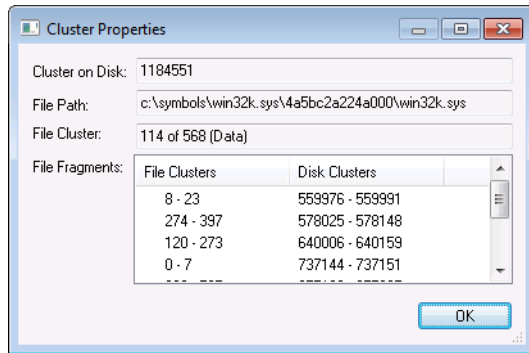 Cluster Properties
Cluster on Disk: 1184551
File Path: c:\symbols\win32k.sys\4a5bc2a224a000\win32k.sys
File Cluster: 114 of 568 (Data)
File Fragments: File Clusters Disk Clusters
8 - 23 559976 - 559991
274 - 397 578025 - 578148
120 - 273 640006 - 640159
0 - 7 737144 - 737151
OK